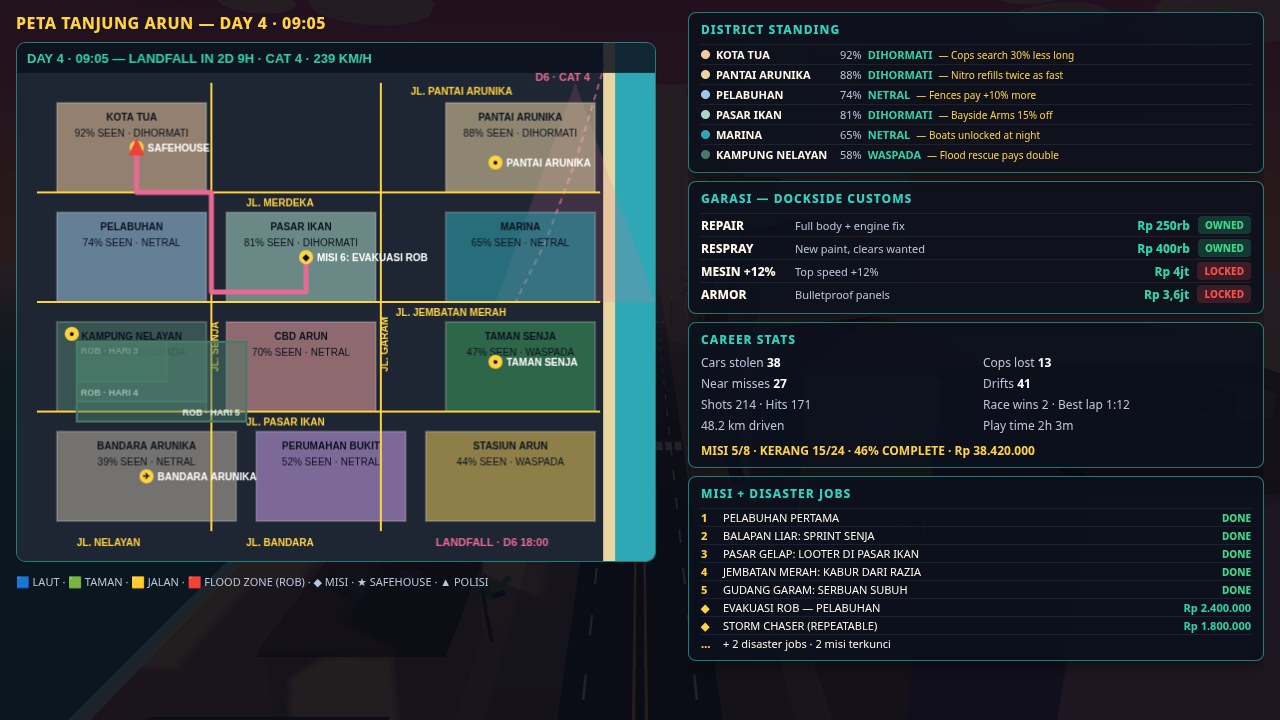 PETA TANJUNG ARUN — DAY 4 · 09:05
DAY 4 · 09:05 — LANDFALL IN 2D 9H · CAT 4 · 239 KM/H
D6 · CAT 4
JL. PANTAI ARUNIKA
KOTA TUA
92% SEEN · DIHORMATI
SAFEHOUSE
PANTAI ARUNIKA
88% SEEN · DIHORMATI
PANTAI ARUNIKA
JL. MERDEKA
PELABUHAN
74% SEEN · NETRAL
PASAR IKAN
81% SEEN · DIHORMATI
MISI 6: EVAKUASI ROB
MARINA
65% SEEN · NETRAL
JL. JEMBATAN MERAH
KAMPUNG NELAYAN
ROB · HARI 3
ROB · HARI 4
ROB · HARI 5
JL. SENJA
CBD ARUN
70% SEEN · NETRAL
JL. GARAM
TAMAN SENJA
47% SEEN · WASPADA
TAMAN SENJA
JL. PASAR IKAN
BANDARA ARUNIKA
39% SEEN · NETRAL
BANDARA ARUNIKA
PERUMAHAN BUKIT
52% SEEN · NETRAL
STASIUN ARUN
44% SEEN · WASPADA
JL. NELAYAN
JL. BANDARA
LANDFALL · D6 18:00
🟦 LAUT · 🟩 TAMAN · 🟨 JALAN · 🟥 FLOOD ZONE (ROB) · ◆ MISI · ★ SAFEHOUSE · ▲ POLISI
DISTRICT STANDING
KOTA TUA 92% DIHORMATI — Cops search 30% less long
PANTAI ARUNIKA 88% DIHORMATI — Nitro refills twice as fast
PELABUHAN 74% NETRAL — Fences pay +10% more
PASAR IKAN 81% DIHORMATI — Bayside Arms 15% off
MARINA 65% NETRAL — Boats unlocked at night
KAMPUNG NELAYAN 58% WASPADA — Flood rescue pays double
GARASI — DOCKSIDE CUSTOMS
REPAIR Full body + engine fix Rp 250rb OWNED
RESPRAY New paint, clears wanted Rp 400rb OWNED
MESIN +12% Top speed +12% Rp 4jt LOCKED
ARMOR Bulletproof panels Rp 3,6jt LOCKED
CAREER STATS
Cars stolen 38 Cops lost 13
Near misses 27 Drifts 41
Shots 214 · Hits 171 Race wins 2 · Best lap 1:12
48.2 km driven Play time 2h 3m
MISI 5/8 · KERANG 15/24 · 46% COMPLETE · Rp 38.420.000
MISI + DISASTER JOBS
1 PELABUHAN PERTAMA DONE
2 BALAPAN LIAR: SPRINT SENJA DONE
3 PASAR GELAP: LOOTER DI PASAR IKAN DONE
4 JEMBATAN MERAH: KABUR DARI RAZIA DONE
5 GUDANG GARAM: SERBUAN SUBUH DONE
◆ EVAKUASI ROB — PELABUHAN Rp 2.400.000
◆ STORM CHASER (REPEATABLE) Rp 1.800.000
... + 2 disaster jobs · 2 misi terkunci